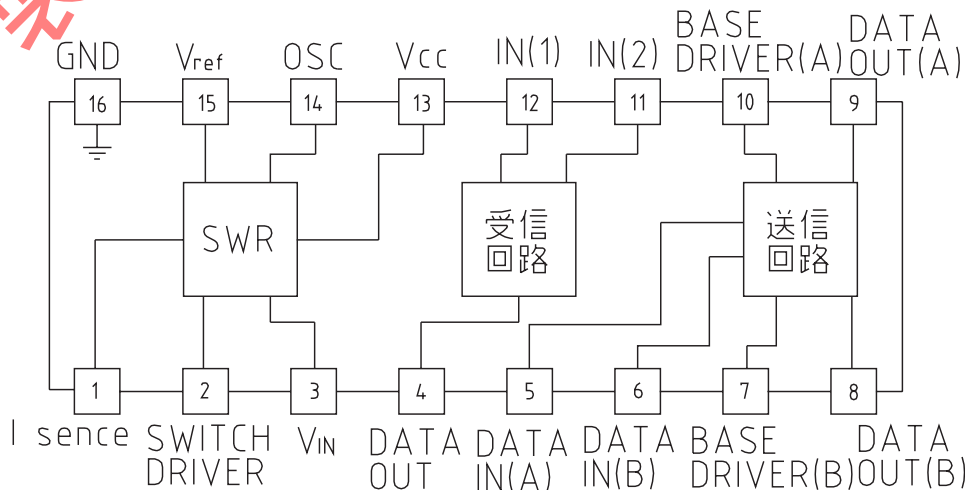 GND
Vref
OSC
Vcc
IN(1)
IN(2)
BASE
DRIVER(A)
DATA
OUT(A)
16
15
14
13
12
11
10
9
SWR
受信
回路
送信
回路
1
2
3
4
5
6
7
8
I sence
SWITCH
DRIVER
VIN
DATA
OUT
DATA
IN(A)
DATA
IN(B)
BASE
DRIVER(B)
DATA
OUT(B)